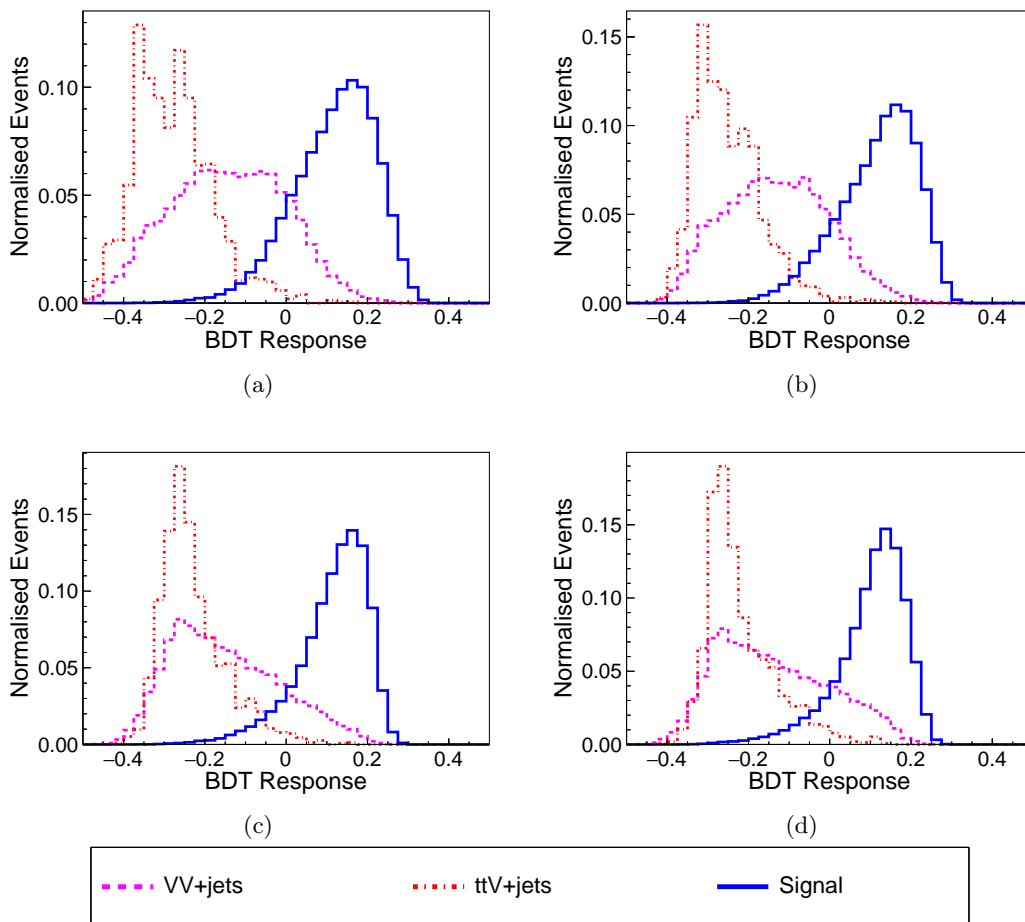 Normalised Events
0.10
0.05
0.00
−0.4 −0.2 0 0.2 0.4
BDT Response
(a)
Normalised Events
0.15
0.10
0.05
0.00
−0.4 −0.2 0 0.2 0.4
BDT Response
(b)
Normalised Events
0.15
0.10
0.05
0.00
−0.4 −0.2 0 0.2 0.4
BDT Response
(c)
Normalised Events
0.15
0.10
0.05
0.00
−0.4 −0.2 0 0.2 0.4
BDT Response
(d)
VV+jets ttV+jets Signal